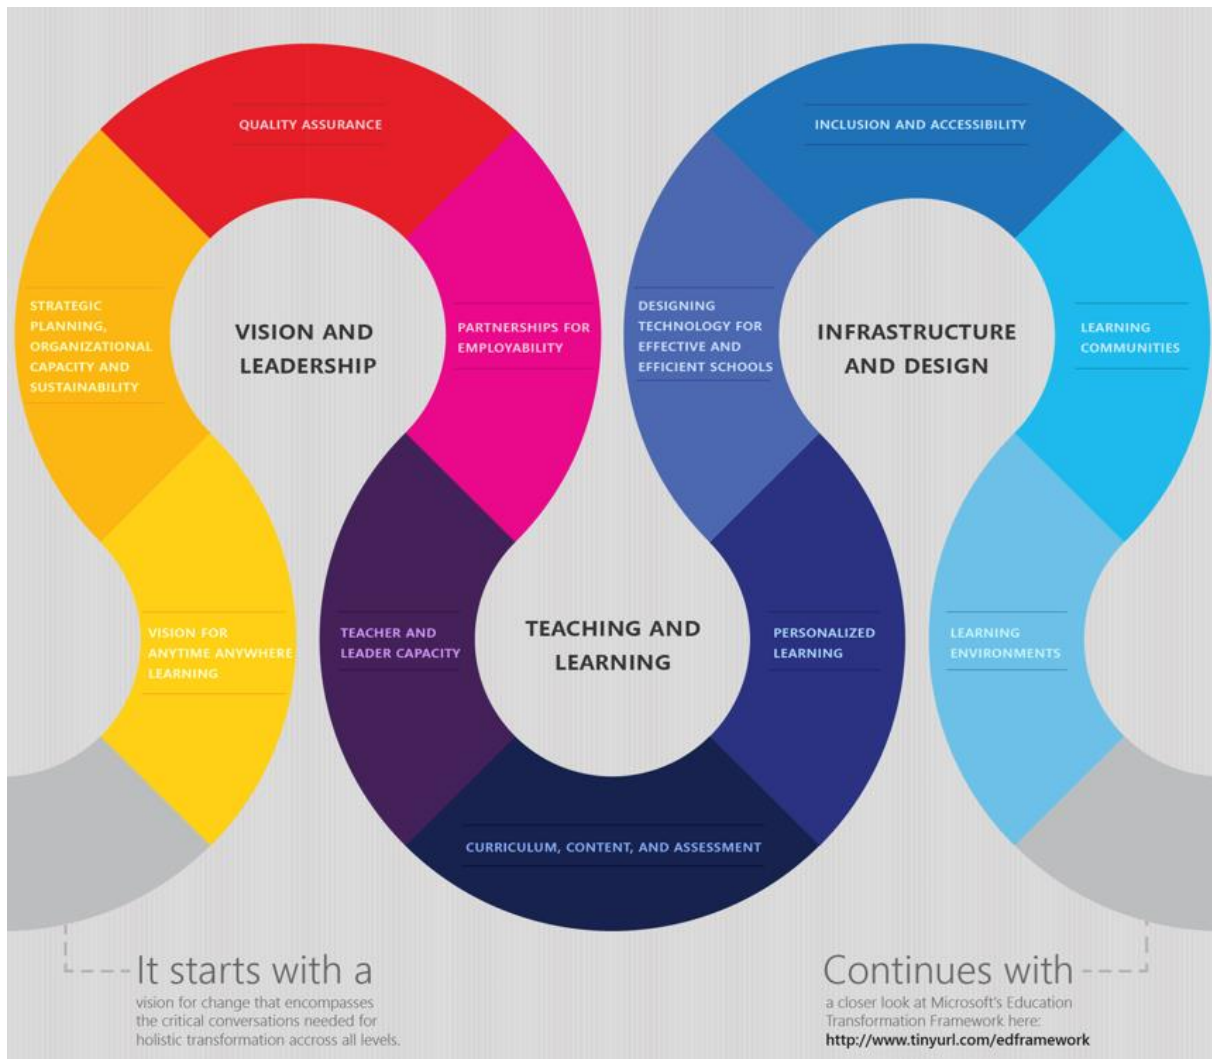 QUALITY ASSURANCE
INCLUSION AND ACCESSIBILITY
STRATEGIC
PLANNING,
ORGANIZATIONAL
CAPACITY AND
SUSTAINABILITY
VISION AND
LEADERSHIP
PARTNERSHIPS FOR
EMPLOYABILITY
DESIGNING
TECHNOLOGY FOR
EFFECTIVE AND
EFFICIENT SCHOOLS
INFRASTRUCTURE
AND DESIGN
LEARNING
COMMUNITIES
VISION FOR
ANYTIME ANYWHERE
LEARNING
TEACHER AND
LEADER CAPACITY
TEACHING AND
LEARNING
PERSONALIZED
LEARNING
LEARNING
ENVIRONMENTS
CURRICULUM, CONTENT, AND ASSESSMENT
It starts with a
vision for change that encompasses
the critical conversations needed for
holistic transformation accross all levels.
Continues with
a closer look at Microsoft's Education
Transformation Framework here:
http://www.tinyurl.com/edframework